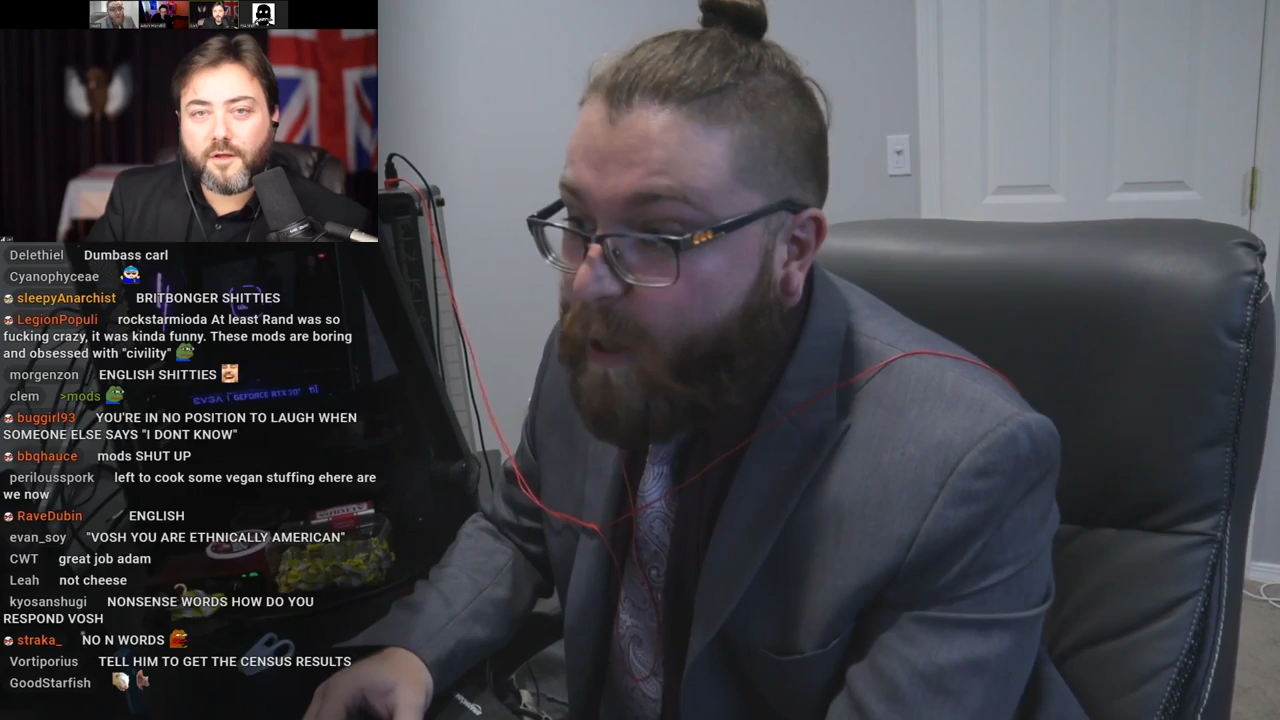 Delethiel Dumbass carl
Cyanophyceae
sleepyAnarchist BRITBONGER SHITTIES
LegionPopuli rockstarmioda At least Rand was so
fucking crazy, it was kinda funny. These mods are boring
and obsessed with "civility"
morgenzon ENGLISH SHITTIES
clem >mods
EVGA GEFORCE RTX
buggirl93 YOU'RE IN NO POSITION TO LAUGH WHEN
SOMEONE ELSE SAYS "I DONT KNOW"
bbqhauce mods SHUT UP
perilousspork left to cook some vegan stuffing ehere are
we now
RaveDubin ENGLISH
evan_soy "VOSH YOU ARE ETHNICALLY AMERICAN"
CWT great job adam
Leah not cheese
kyosanshugi NONSENSE WORDS HOW DO YOU
RESPOND VOSH
straka_ NO N WORDS
Vortiporius TELL HIM TO GET THE CENSUS RESULTS
GoodStarfish